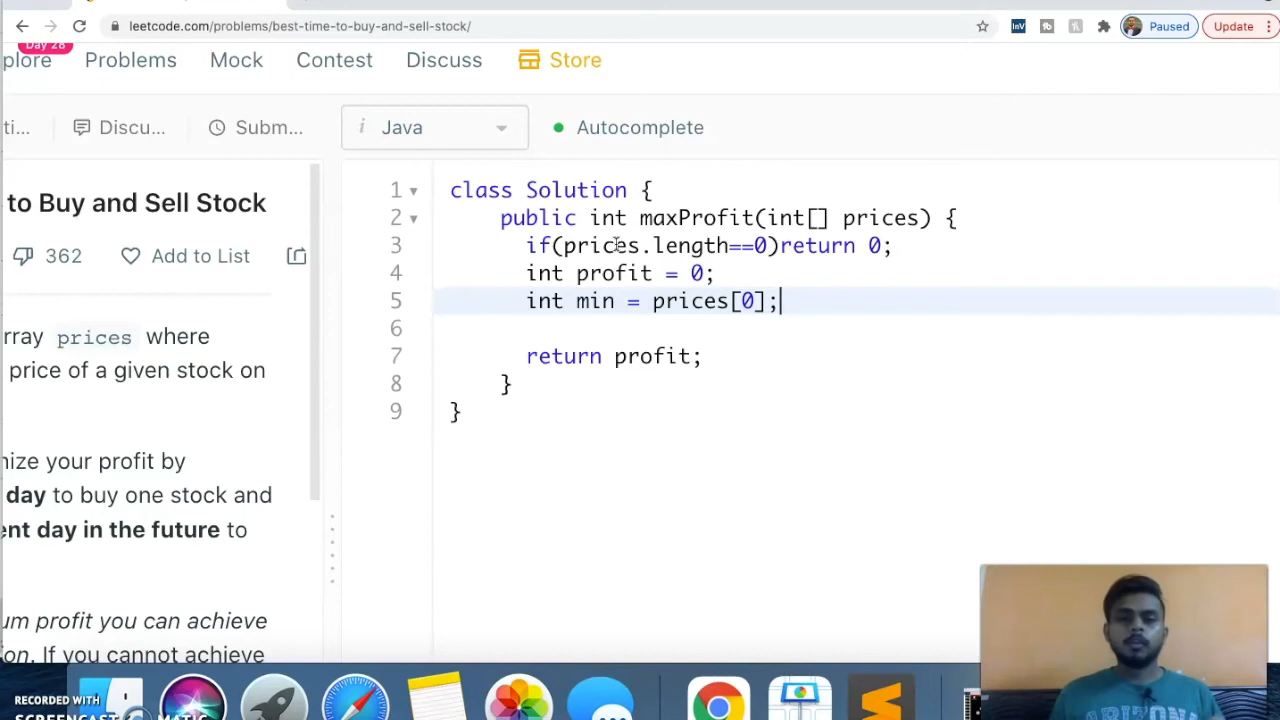 leetcode.com/problems/best-time-to-buy-and-sell-stock/
InV
Paused
Update
Day 28
plore
Problems
Mock
Contest
Discuss
Store
ti...
Discu...
Subm...
i
Java
Autocomplete
to Buy and Sell Stock
362
Add to List
rray prices where
price of a given stock on
nize your profit by
day to buy one stock and
ent day in the future to
um profit you can achieve
on. If you cannot achieve
1 class Solution {
2 public int maxProfit(int[] prices) {
3 if(prices.length==0)return 0;
4 int profit = 0;
5 int min = prices[0];
6
7 return profit;
8 }
9 }
RECORDED WITH